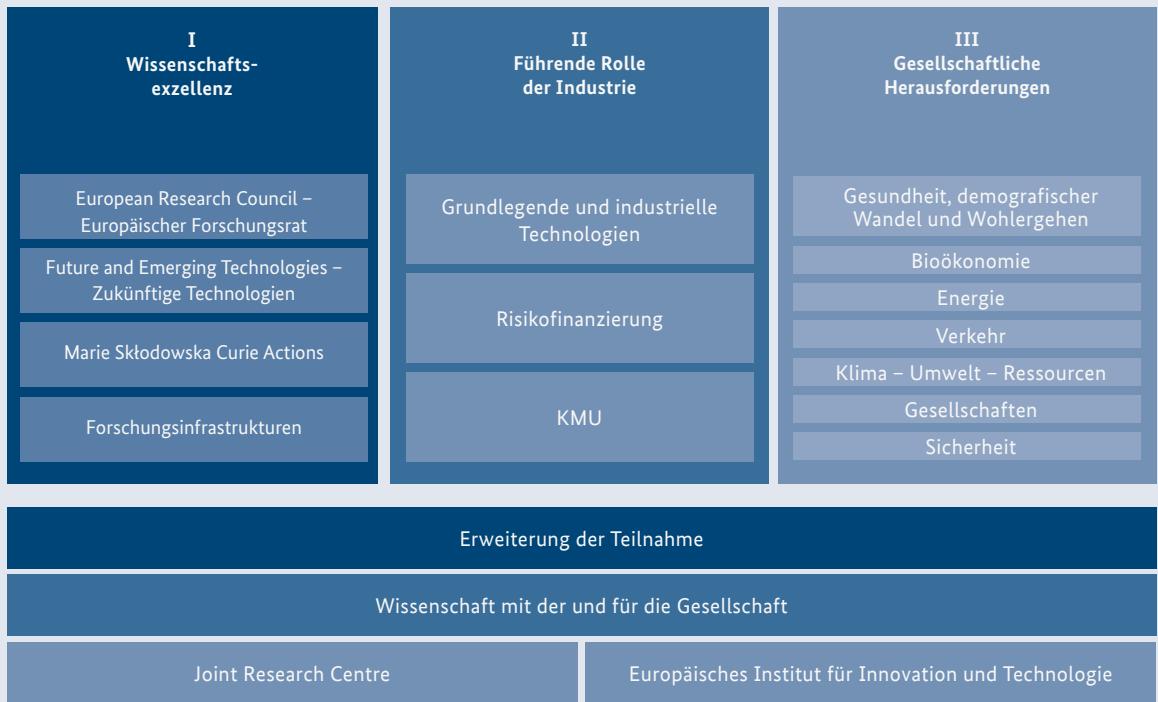 I
Wissenschafts-
exzellenz
European Research Council –
Europäischer Forschungsrat
Future and Emerging Technologies –
Zukünftige Technologien
Marie Skłodowska Curie Actions
Forschungsinfrastrukturen
II
Führende Rolle
der Industrie
Grundlegende und industrielle
Technologien
Risikofinanzierung
KMU
III
Gesellschaftliche
Herausforderungen
Gesundheit, demografischer
Wandel und Wohlergehen
Bioökonomie
Energie
Verkehr
Klima – Umwelt – Ressourcen
Gesellschaften
Sicherheit
Erweiterung der Teilnahme
Wissenschaft mit der und für die Gesellschaft
Joint Research Centre
Europäisches Institut für Innovation und Technologie